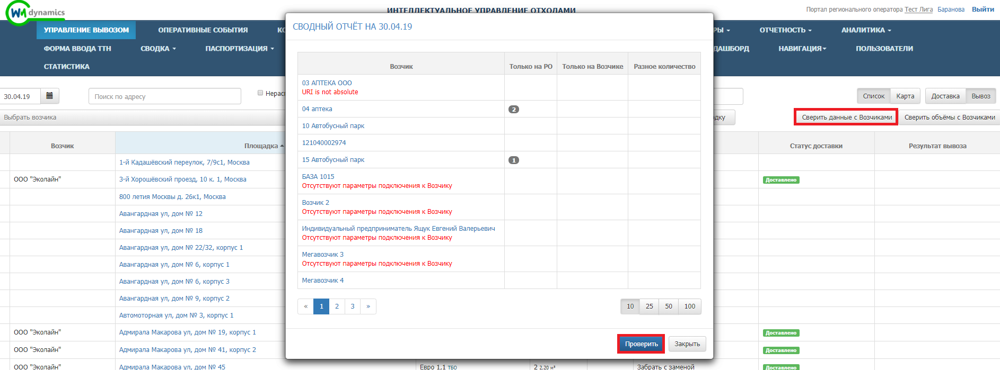 WM dynamics
ИНТЕЛЛЕКТУАЛЬНОЕ УПРАВЛЕНИЕ ОТХОДАМИ
Портал регионального оператора Тест Лига Баранова Выйти
УПРАВЛЕНИЕ ВЫВОЗОМ ОПЕРАТИВНЫЕ СОБЫТИЯ ОТЧЕТНОСТЬ АНАЛИТИКА
ФОРМА ВВОДА ТТН СВОДКА ПАСПОРТИЗАЦИЯ ДАШБОРД НАВИГАЦИЯ ПОЛЬЗОВАТЕЛИ
СТАТИСТИКА
30.04.19 Поиск по адресу Список Карта Доставка Вывоз
Выбрать возчика Сверить данные с Возчиками Сверить объёмы с Возчиками
Возчик Площадка Статус доставки Результат вывоза
1-й Кадашёвский переулок, 7/9с1, Москва
ООО "Эколайн" 3-й Хорошёвский проезд, 10 к. 1, Москва Доставлено
800 летия Москвы д. 26к1, Москва
Авангардная ул, дом № 12
Авангардная ул, дом № 18
Авангардная ул, дом № 22/32, корпус 1
Авангардная ул, дом № 6, корпус 1
Авангардная ул, дом № 6, корпус 3
Авангардная ул, дом № 9, корпус 2
Автомоторная ул, дом № 3, корпус 1
ООО "Эколайн" Адмирала Макарова ул, дом № 19, корпус 1 Доставлено
ООО "Эколайн" Адмирала Макарова ул, дом № 41, корпус 2 Доставлено
ООО "Эколайн" Адмирала Макарова ул, дом № 45 Евро 1,1 ТБО 2 2,20 м³ Забрать с заменой Доставлено
СВОДНЫЙ ОТЧЁТ НА 30.04.19
Возчик Только на РО Только на Возчике Разное количество
03 АПТЕКА ООО
URI is not absolute
04 аптека 2
10 Автобусный парк
121040002974
15 Автобусный парк 1
БАЗА 1015
Отсутствуют параметры подключения к Возчику
Возчик 2
Отсутствуют параметры подключения к Возчику
Индивидуальный предприниматель Ящук Евгений Валерьевич
Отсутствуют параметры подключения к Возчику
Мегавозчик 3
Отсутствуют параметры подключения к Возчику
Мегавозчик 4
« 1 2 3 » 10 25 50 100
Проверить Закрыть